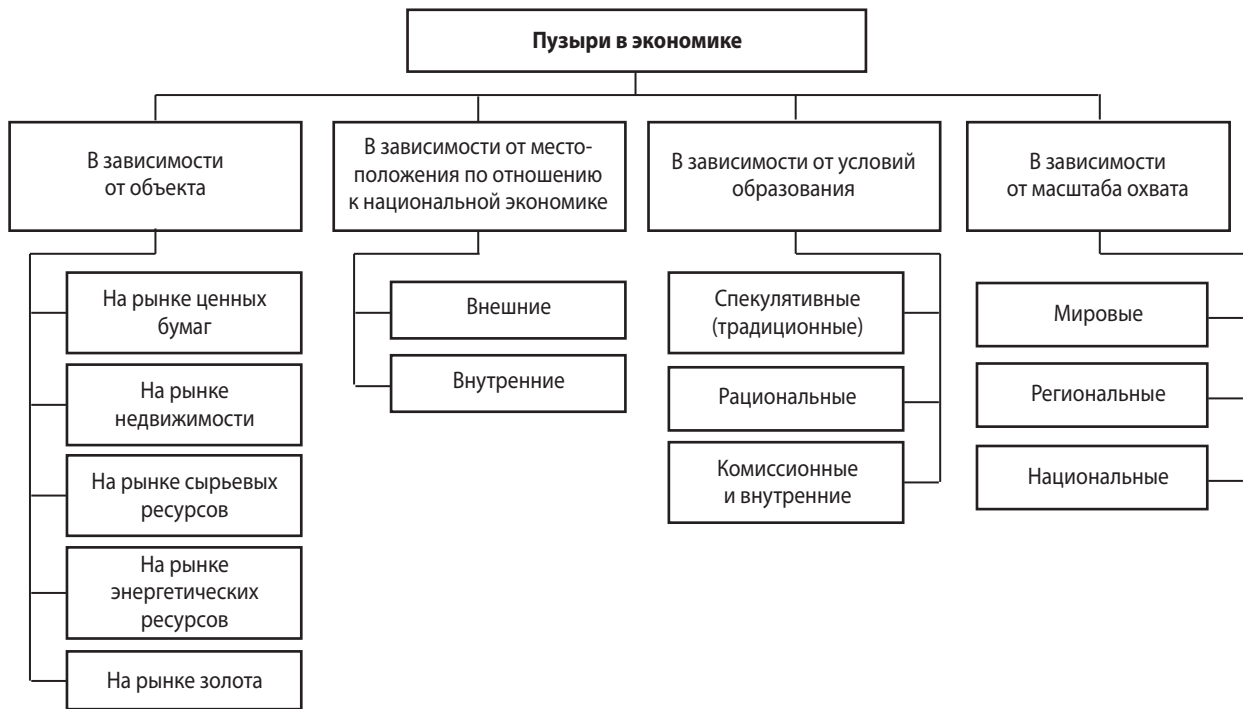 Пузыри в экономике
В зависимости
от объекта
В зависимости от место-
положения по отношению
к национальной экономике
В зависимости от условий
образования
В зависимости
от масштаба охвата
На рынке ценных
бумаг
На рынке
недвижимости
На рынке сырьевых
ресурсов
На рынке
энергетических
ресурсов
На рынке золота
Внешние
Внутренние
Спекулятивные
(традиционные)
Рациональные
Комиссионные
и внутренние
Мировые
Региональные
Национальные